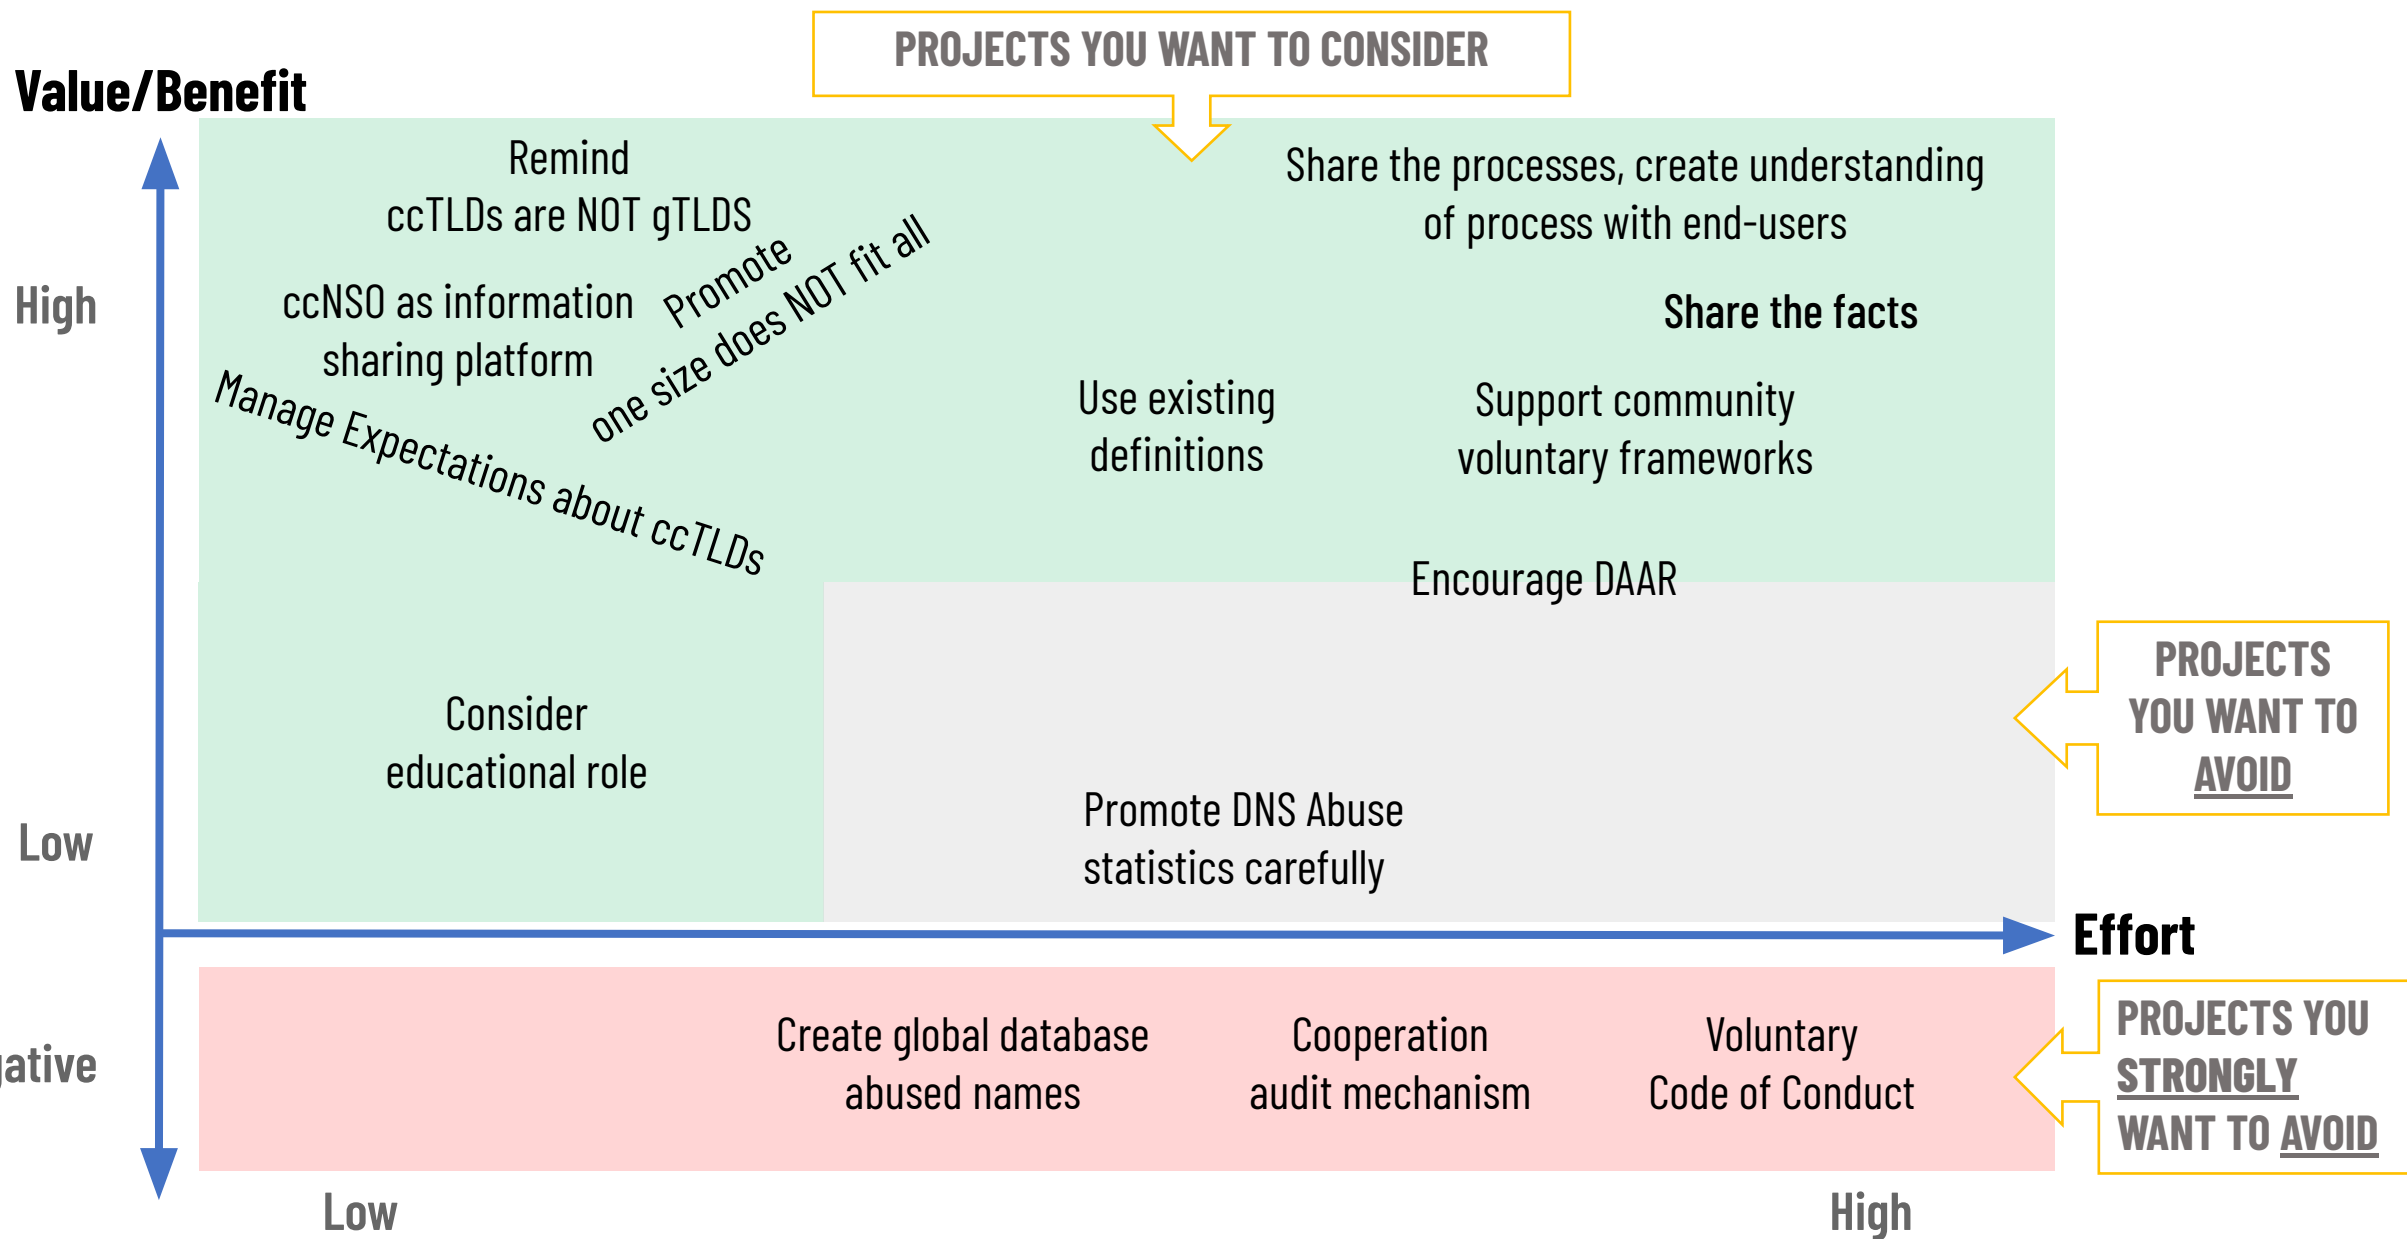 PROJECTS YOU WANT TO CONSIDER
Value/Benefit
Remind
ccTLDs are NOT gTLDS
Share the processes, create understanding
of process with end-users
Promote
one size does NOT fit all
High
ccNSO as information
sharing platform
Share the facts
Manage Expectations about ccTLDs
Use existing
definitions
Support community
voluntary frameworks
Encourage DAAR
PROJECTS
YOU WANT TO
AVOID
Consider
educational role
Low
Promote DNS Abuse
statistics carefully
Effort
gative
Create global database
abused names
Cooperation
audit mechanism
Voluntary
Code of Conduct
PROJECTS YOU
STRONGLY
WANT TO AVOID
Low
High